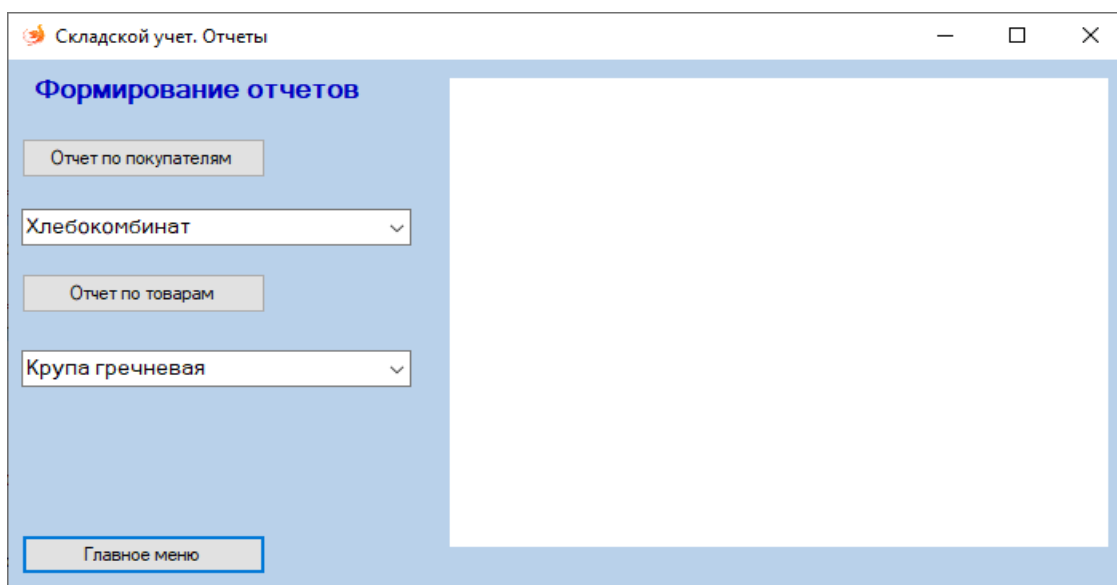 Складской учет. Отчеты
Формирование отчетов
Отчет по покупателям
Хлебокомбинат
Отчет по товарам
Крупа гречневая
Главное меню